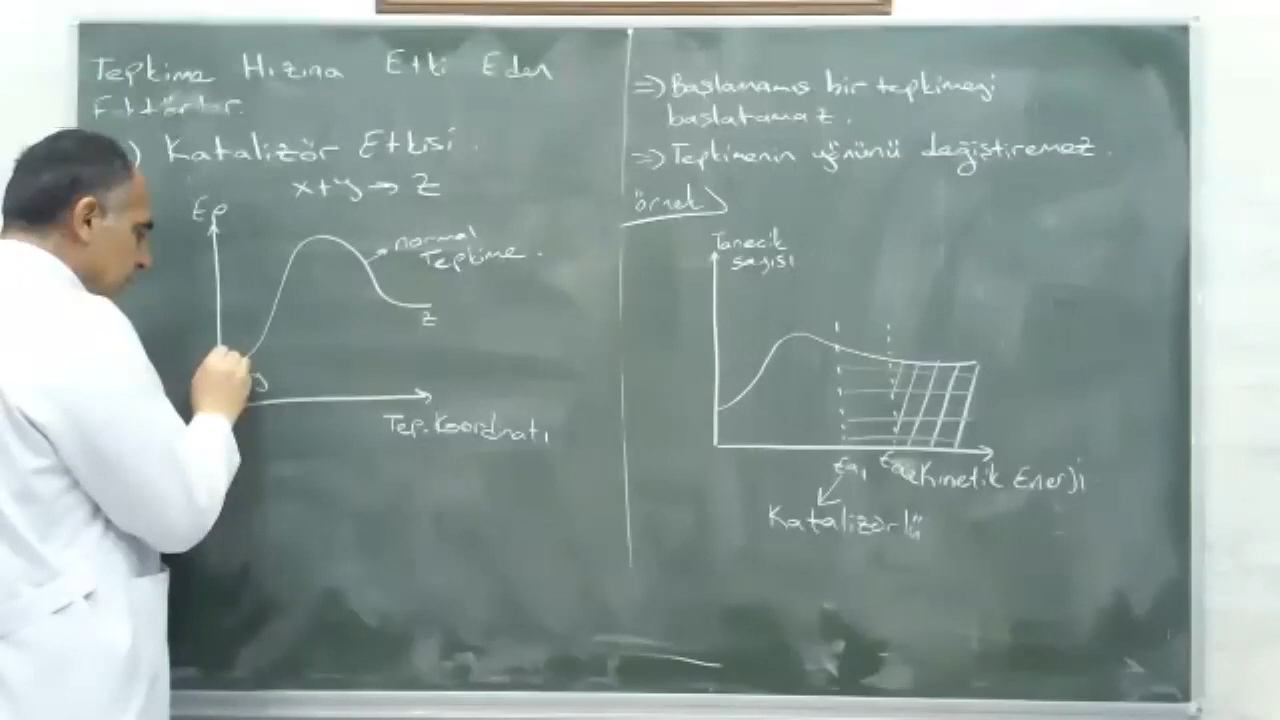 Tepkime Hızına Etki Eden
Faktörler.
) Katalizör Etkisi.
x+y → z
Ep
normal
Tepkime.
z
y
Tep. Koordinatı
⇒ Başlamamış bir tepkimeyi
başlatamaz.
⇒ Tepkimenin yönünü değiştiremez.
örnek
Tanecik
sayısı
Ea1
Kinetik Enerji
Katalizörlü